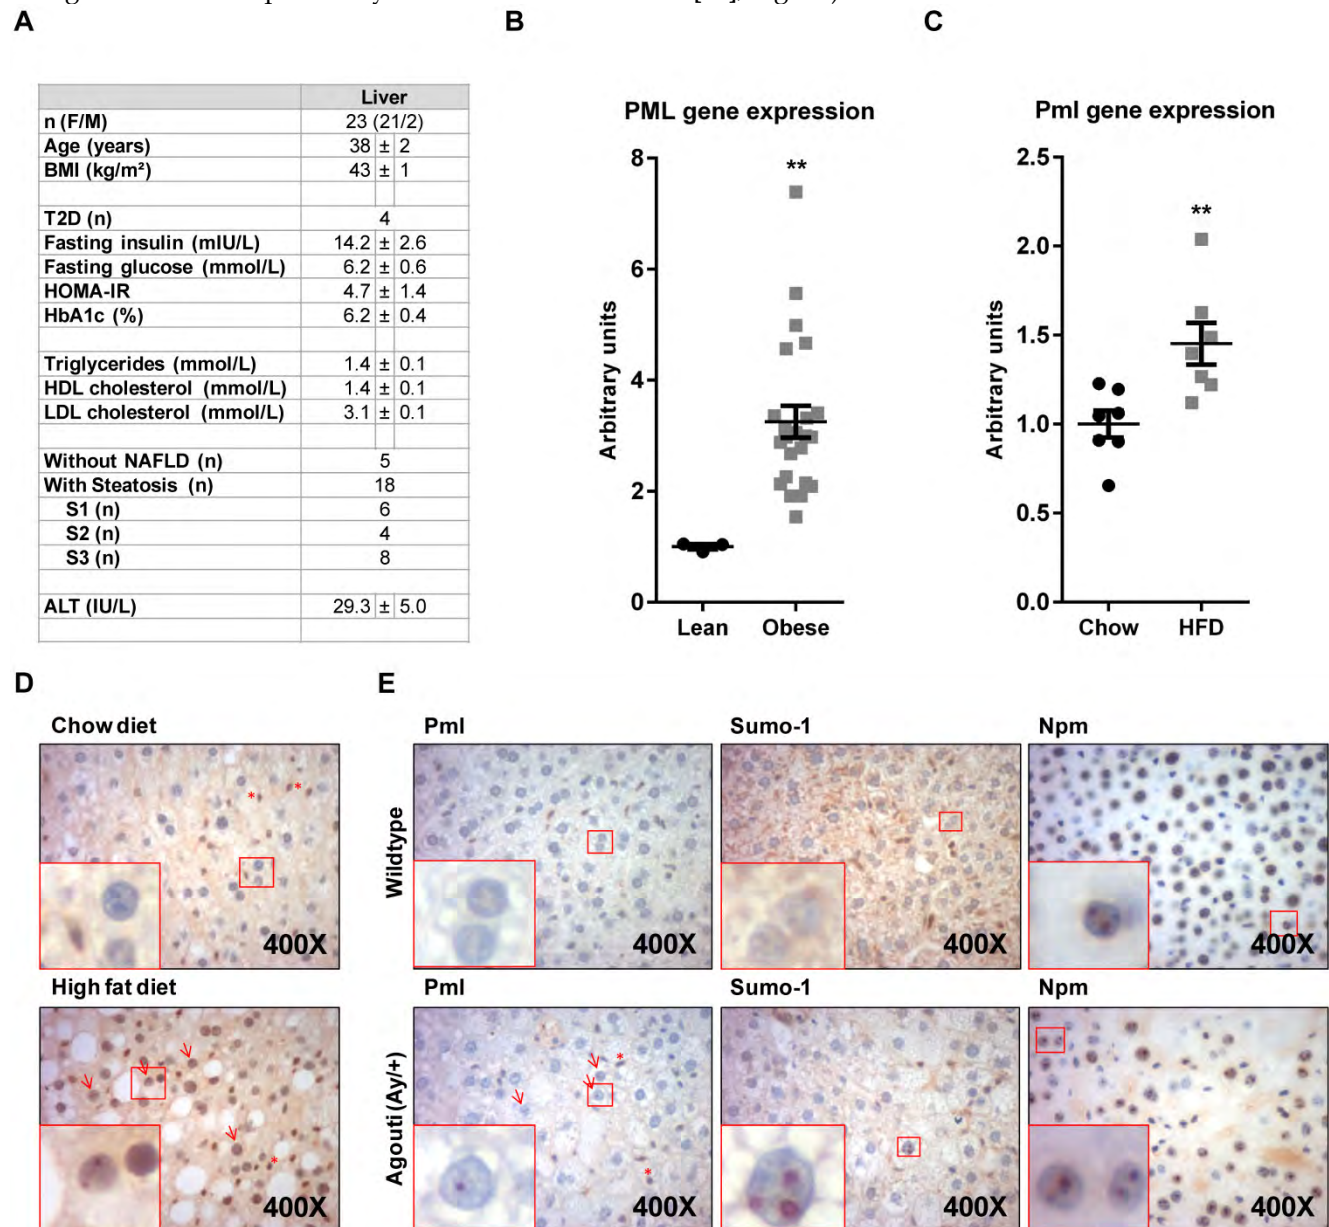 A
B
C
Liver
n (F/M) 23 (21/2)
Age (years) 38 ± 2
BMI (kg/m²) 43 ± 1
T2D (n) 4
Fasting insulin (mIU/L) 14.2 ± 2.6
Fasting glucose (mmol/L) 6.2 ± 0.6
HOMA-IR 4.7 ± 1.4
HbA1c (%) 6.2 ± 0.4
Triglycerides (mmol/L) 1.4 ± 0.1
HDL cholesterol (mmol/L) 1.4 ± 0.1
LDL cholesterol (mmol/L) 3.1 ± 0.1
Without NAFLD (n) 5
With Steatosis (n) 18
S1 (n) 6
S2 (n) 4
S3 (n) 8
ALT (IU/L) 29.3 ± 5.0
PML gene expression
Arbitrary units
8
6
4
2
0
**
Lean Obese
Pml gene expression
Arbitrary units
2.5
2.0
1.5
1.0
0.5
0.0
**
Chow HFD
D
Chow diet
* *
400X
High fat diet
*
400X
E
Wildtype
Pml Sumo-1 Npm
400X 400X 400X
Agouti (Ay/+)
Pml Sumo-1 Npm
*
*
400X 400X 400X